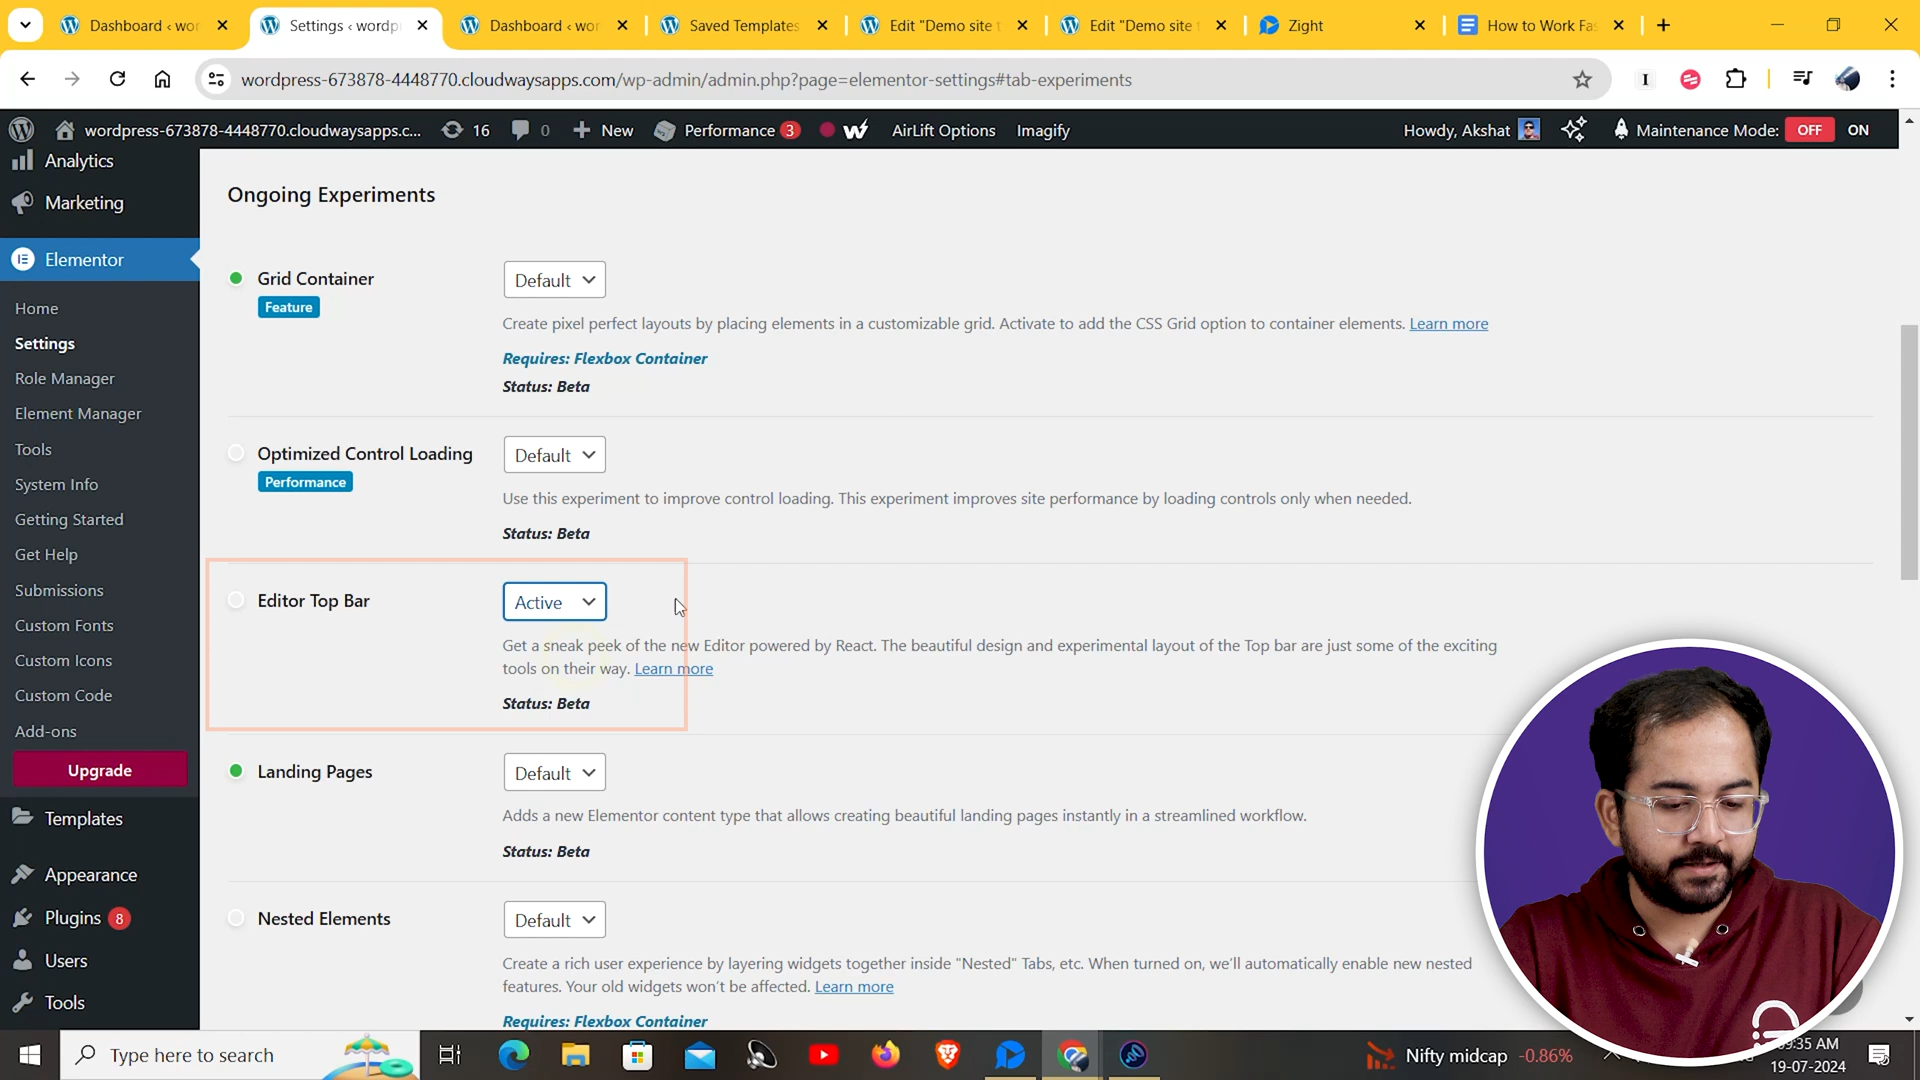 Dashboard ‹ wor
Settings ‹ wordpr
Dashboard ‹ wor
Saved Templates
Edit "Demo site t
Edit "Demo site t
Zight
How to Work Fas
wordpress-673878-4448770.cloudwaysapps.com/wp-admin/admin.php?page=elementor-settings#tab-experiments
wordpress-673878-4448770.cloudwaysapps.c...
16
0
New
Performance 3
AirLift Options
Imagify
Howdy, Akshat
Maintenance Mode: OFF ON
Analytics
Marketing
Elementor
Home
Settings
Role Manager
Element Manager
Tools
System Info
Getting Started
Get Help
Submissions
Custom Fonts
Custom Icons
Custom Code
Add-ons
Upgrade
Templates
Appearance
Plugins 8
Users
Tools
Ongoing Experiments
Grid Container
Feature
Default
Create pixel perfect layouts by placing elements in a customizable grid. Activate to add the CSS Grid option to container elements. Learn more
Requires: Flexbox Container
Status: Beta
Optimized Control Loading
Performance
Default
Use this experiment to improve control loading. This experiment improves site performance by loading controls only when needed.
Status: Beta
Editor Top Bar
Active
Get a sneak peek of the new Editor powered by React. The beautiful design and experimental layout of the Top bar are just some of the exciting
tools on their way. Learn more
Status: Beta
Landing Pages
Default
Adds a new Elementor content type that allows creating beautiful landing pages instantly in a streamlined workflow.
Status: Beta
Nested Elements
Default
Create a rich user experience by layering widgets together inside "Nested" Tabs, etc. When turned on, we'll automatically enable new nested
features. Your old widgets won't be affected. Learn more
Requires: Flexbox Container
Type here to search
Nifty midcap -0.86%
:35 AM
19-07-2024